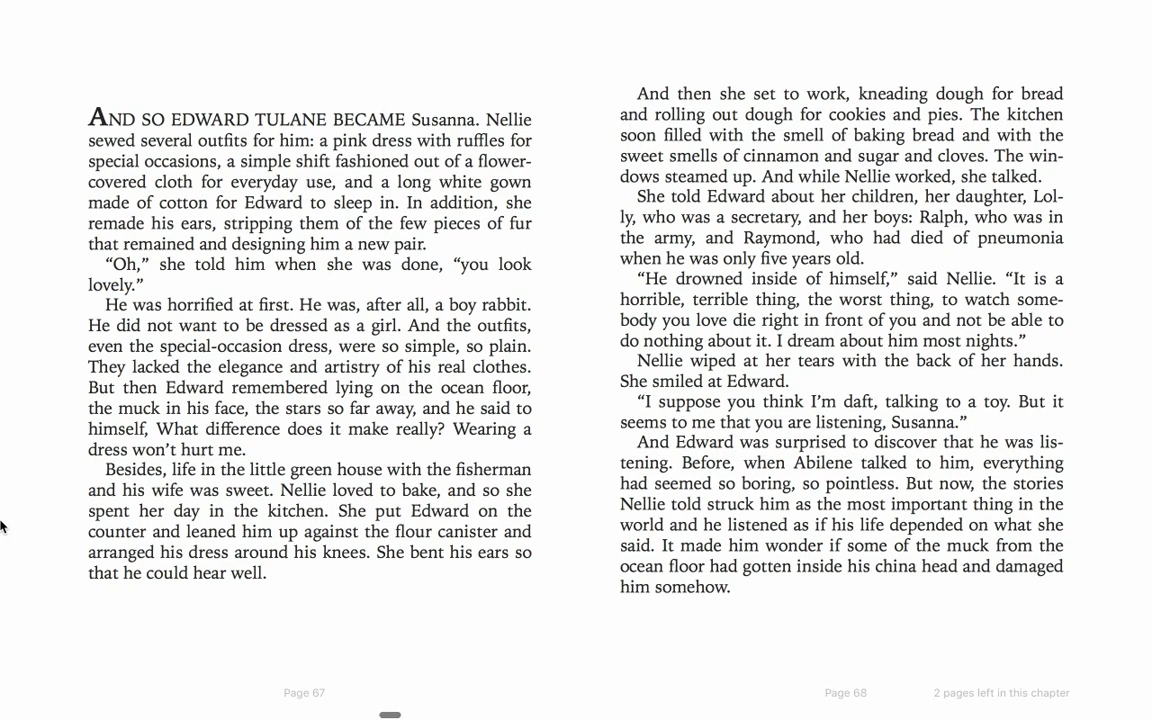 AND SO EDWARD TULANE BECAME Susanna. Nellie
sewed several outfits for him: a pink dress with ruffles for
special occasions, a simple shift fashioned out of a flower-
covered cloth for everyday use, and a long white gown
made of cotton for Edward to sleep in. In addition, she
remade his ears, stripping them of the few pieces of fur
that remained and designing him a new pair.
“Oh,” she told him when she was done, “you look
lovely.”
He was horrified at first. He was, after all, a boy rabbit.
He did not want to be dressed as a girl. And the outfits,
even the special-occasion dress, were so simple, so plain.
They lacked the elegance and artistry of his real clothes.
But then Edward remembered lying on the ocean floor,
the muck in his face, the stars so far away, and he said to
himself, What difference does it make really? Wearing a
dress won’t hurt me.
Besides, life in the little green house with the fisherman
and his wife was sweet. Nellie loved to bake, and so she
spent her day in the kitchen. She put Edward on the
counter and leaned him up against the flour canister and
arranged his dress around his knees. She bent his ears so
that he could hear well.
Page 67
And then she set to work, kneading dough for bread
and rolling out dough for cookies and pies. The kitchen
soon filled with the smell of baking bread and with the
sweet smells of cinnamon and sugar and cloves. The win-
dows steamed up. And while Nellie worked, she talked.
She told Edward about her children, her daughter, Lol-
ly, who was a secretary, and her boys: Ralph, who was in
the army, and Raymond, who had died of pneumonia
when he was only five years old.
“He drowned inside of himself,” said Nellie. “It is a
horrible, terrible thing, the worst thing, to watch some-
body you love die right in front of you and not be able to
do nothing about it. I dream about him most nights.”
Nellie wiped at her tears with the back of her hands.
She smiled at Edward.
“I suppose you think I’m daft, talking to a toy. But it
seems to me that you are listening, Susanna.”
And Edward was surprised to discover that he was lis-
tening. Before, when Abilene talked to him, everything
had seemed so boring, so pointless. But now, the stories
Nellie told struck him as the most important thing in the
world and he listened as if his life depended on what she
said. It made him wonder if some of the muck from the
ocean floor had gotten inside his china head and damaged
him somehow.
Page 68
2 pages left in this chapter